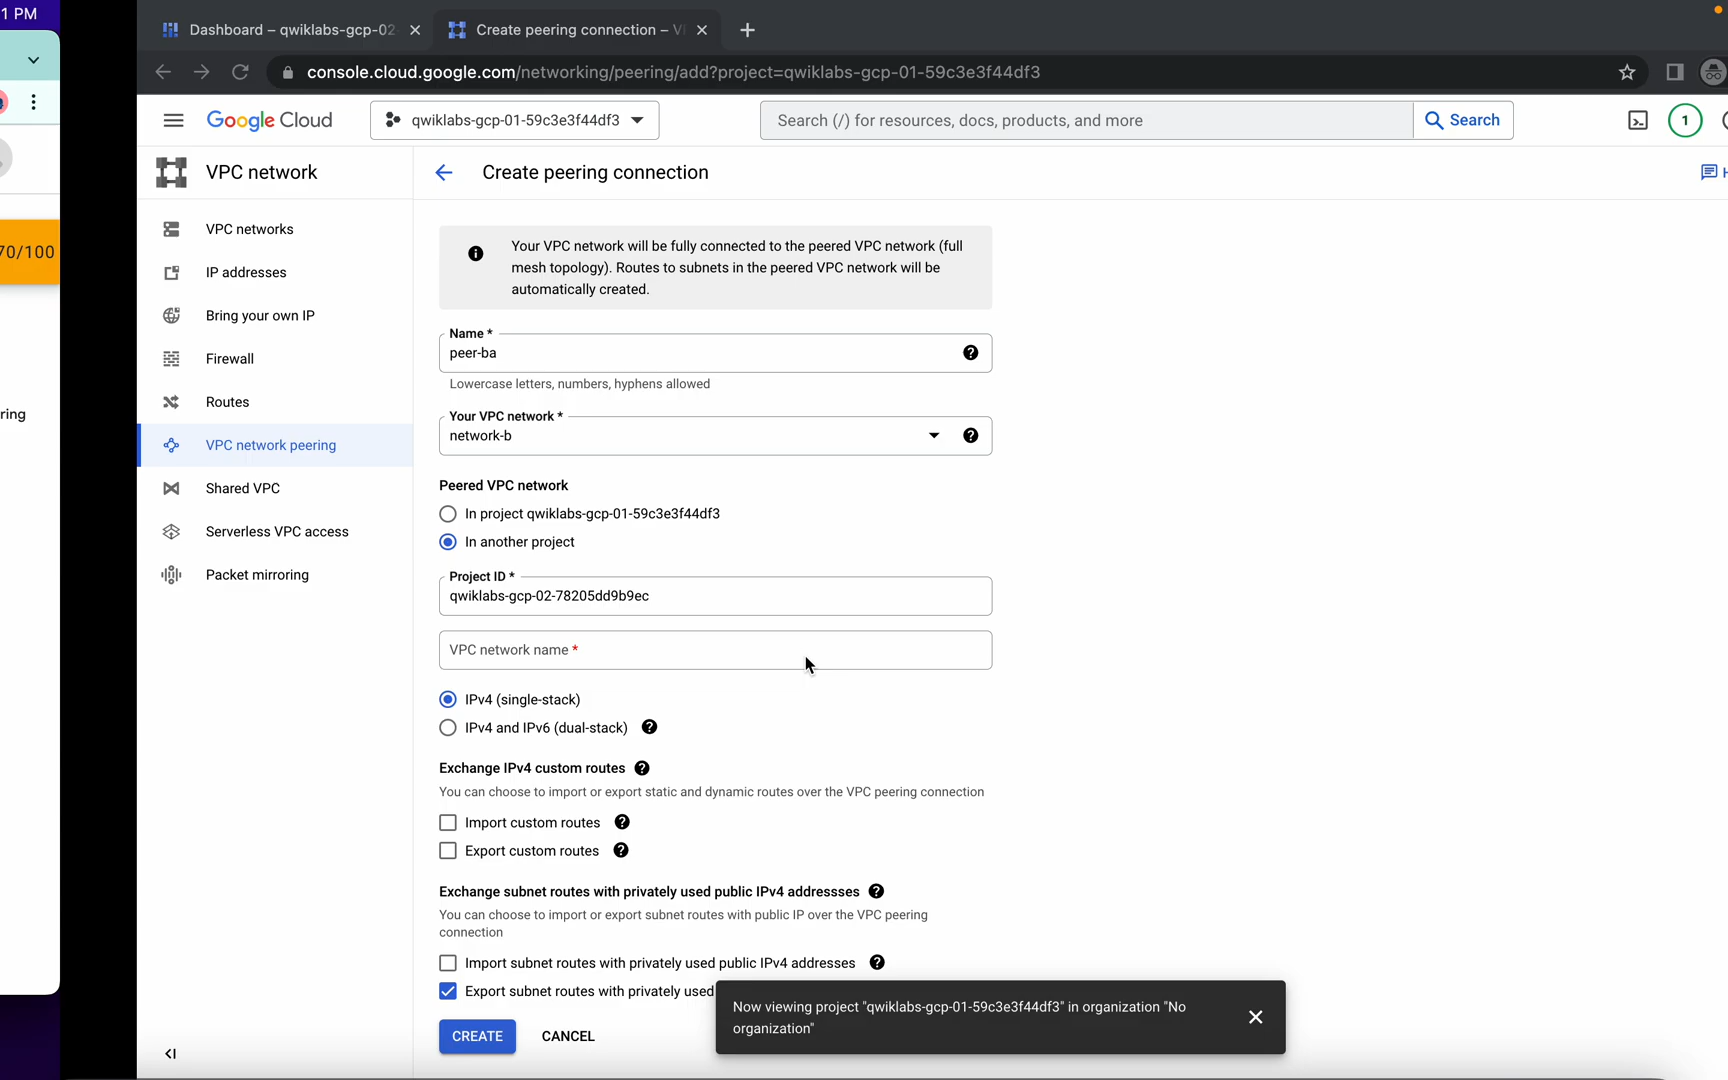 1 PM
70/100
ring
Dashboard – qwiklabs-gcp-02
Create peering connection – V
console.cloud.google.com/networking/peering/add?project=qwiklabs-gcp-01-59c3e3f44df3
Google Cloud
qwiklabs-gcp-01-59c3e3f44df3
Search (/) for resources, docs, products, and more
Search
1
VPC network
Create peering connection
H
VPC networks
IP addresses
Bring your own IP
Firewall
Routes
VPC network peering
Shared VPC
Serverless VPC access
Packet mirroring
Your VPC network will be fully connected to the peered VPC network (full
mesh topology). Routes to subnets in the peered VPC network will be
automatically created.
Name *
peer-ba
Lowercase letters, numbers, hyphens allowed
Your VPC network *
network-b
Peered VPC network
In project qwiklabs-gcp-01-59c3e3f44df3
In another project
Project ID *
qwiklabs-gcp-02-78205dd9b9ec
VPC network name *
IPv4 (single-stack)
IPv4 and IPv6 (dual-stack)
Exchange IPv4 custom routes
You can choose to import or export static and dynamic routes over the VPC peering connection
Import custom routes
Export custom routes
Exchange subnet routes with privately used public IPv4 addressses
You can choose to import or export subnet routes with public IP over the VPC peering
connection
Import subnet routes with privately used public IPv4 addresses
Export subnet routes with privately used
Now viewing project "qwiklabs-gcp-01-59c3e3f44df3" in organization "No
organization"
CREATE
CANCEL